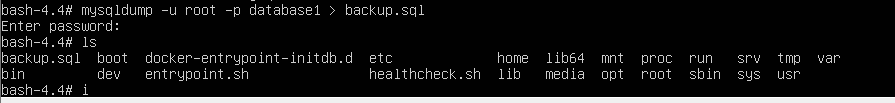 bash-4.4# mysqldump -u root -p database1 > backup.sql
Enter password:
bash-4.4# ls
backup.sql  boot  docker-entrypoint-initdb.d  etc             home  lib64  mnt  proc  run   srv  tmp  var
bin         dev   entrypoint.sh               healthcheck.sh  lib   media  opt  root  sbin  sys  usr
bash-4.4# i